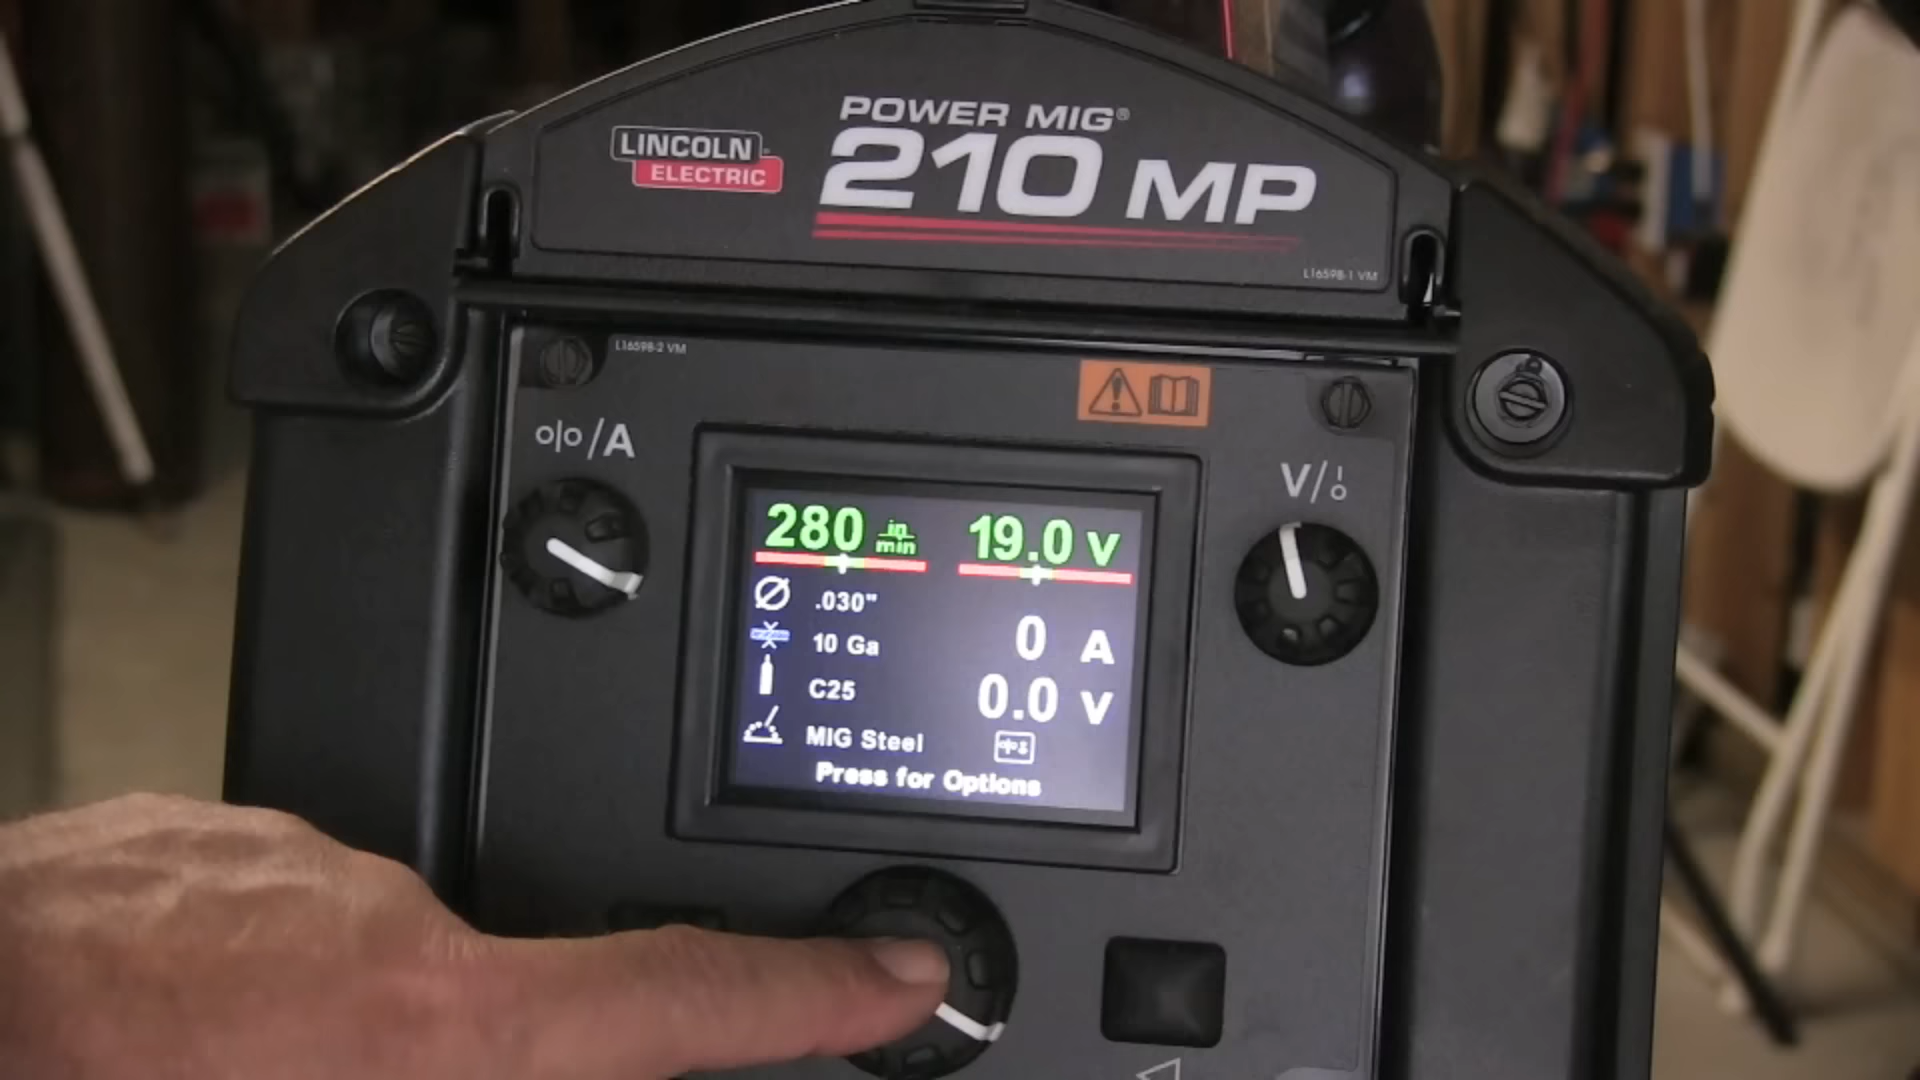 POWER MIG®
LINCOLN
ELECTRIC
210 MP
L16598-1 VM
L16598-2 VM
/A
V/
280 in/min 19.0 V
.030"
10 Ga 0 A
C25 0.0 V
MIG Steel
Press for Options